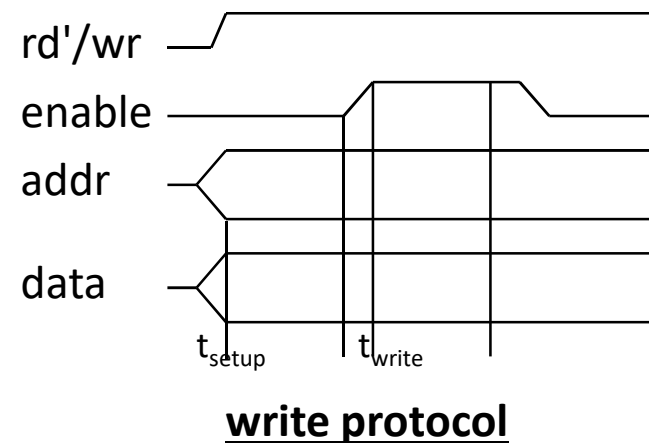 rd'/wr
enable
addr
data
tsetup twrite
write protocol